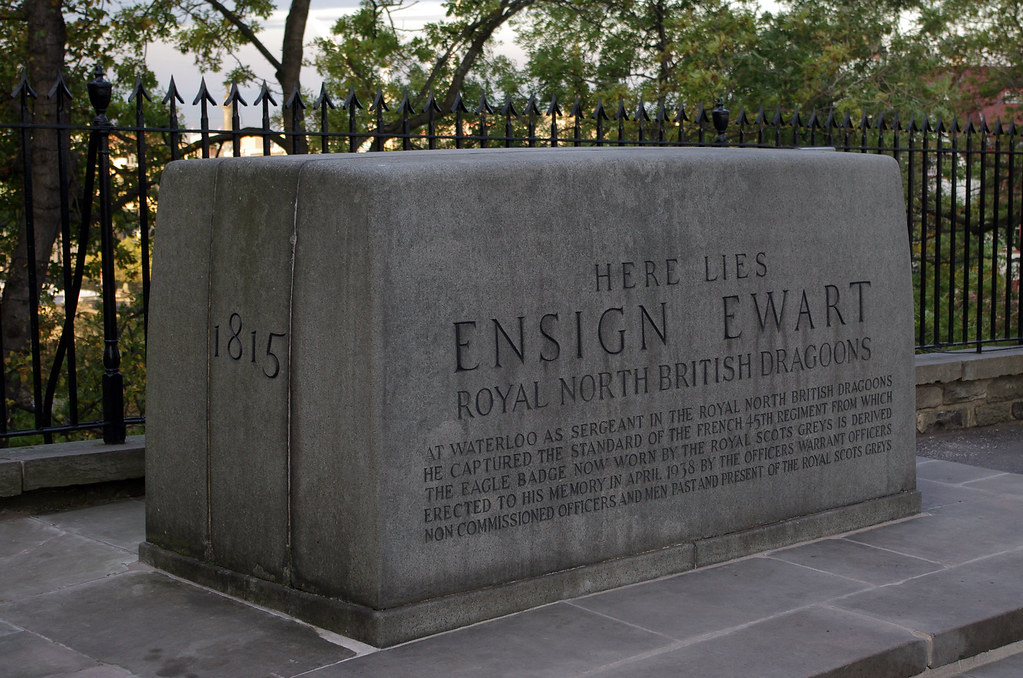 1815
HERE LIES
ENSIGN EWART
ROYAL NORTH BRITISH DRAGOONS
AT WATERLOO AS SERGEANT IN THE ROYAL NORTH BRITISH DRAGOONS
HE CAPTURED THE STANDARD OF THE FRENCH 45TH REGIMENT FROM WHICH
THE EAGLE BADGE NOW WORN BY THE ROYAL SCOTS GREYS IS DERIVED
ERECTED TO HIS MEMORY IN APRIL 1938 BY THE OFFICERS WARRANT OFFICERS
NON COMMISSIONED OFFICERS AND MEN PAST AND PRESENT OF THE ROYAL SCOTS GREYS